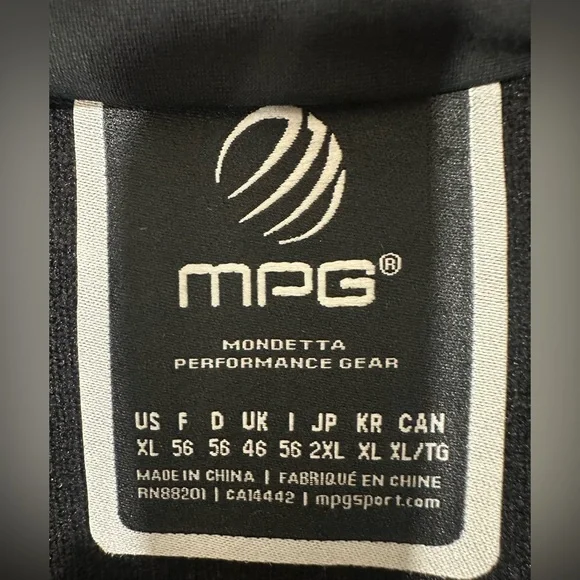 MPG®
MONDETTA
PERFORMANCE GEAR
US F D UK I JP KR CAN
XL 56 56 46 56 2XL XL XL/TG
MADE IN CHINA | FABRIQUÉ EN CHINE
RN88201 | CA14442 | mpgsport.com